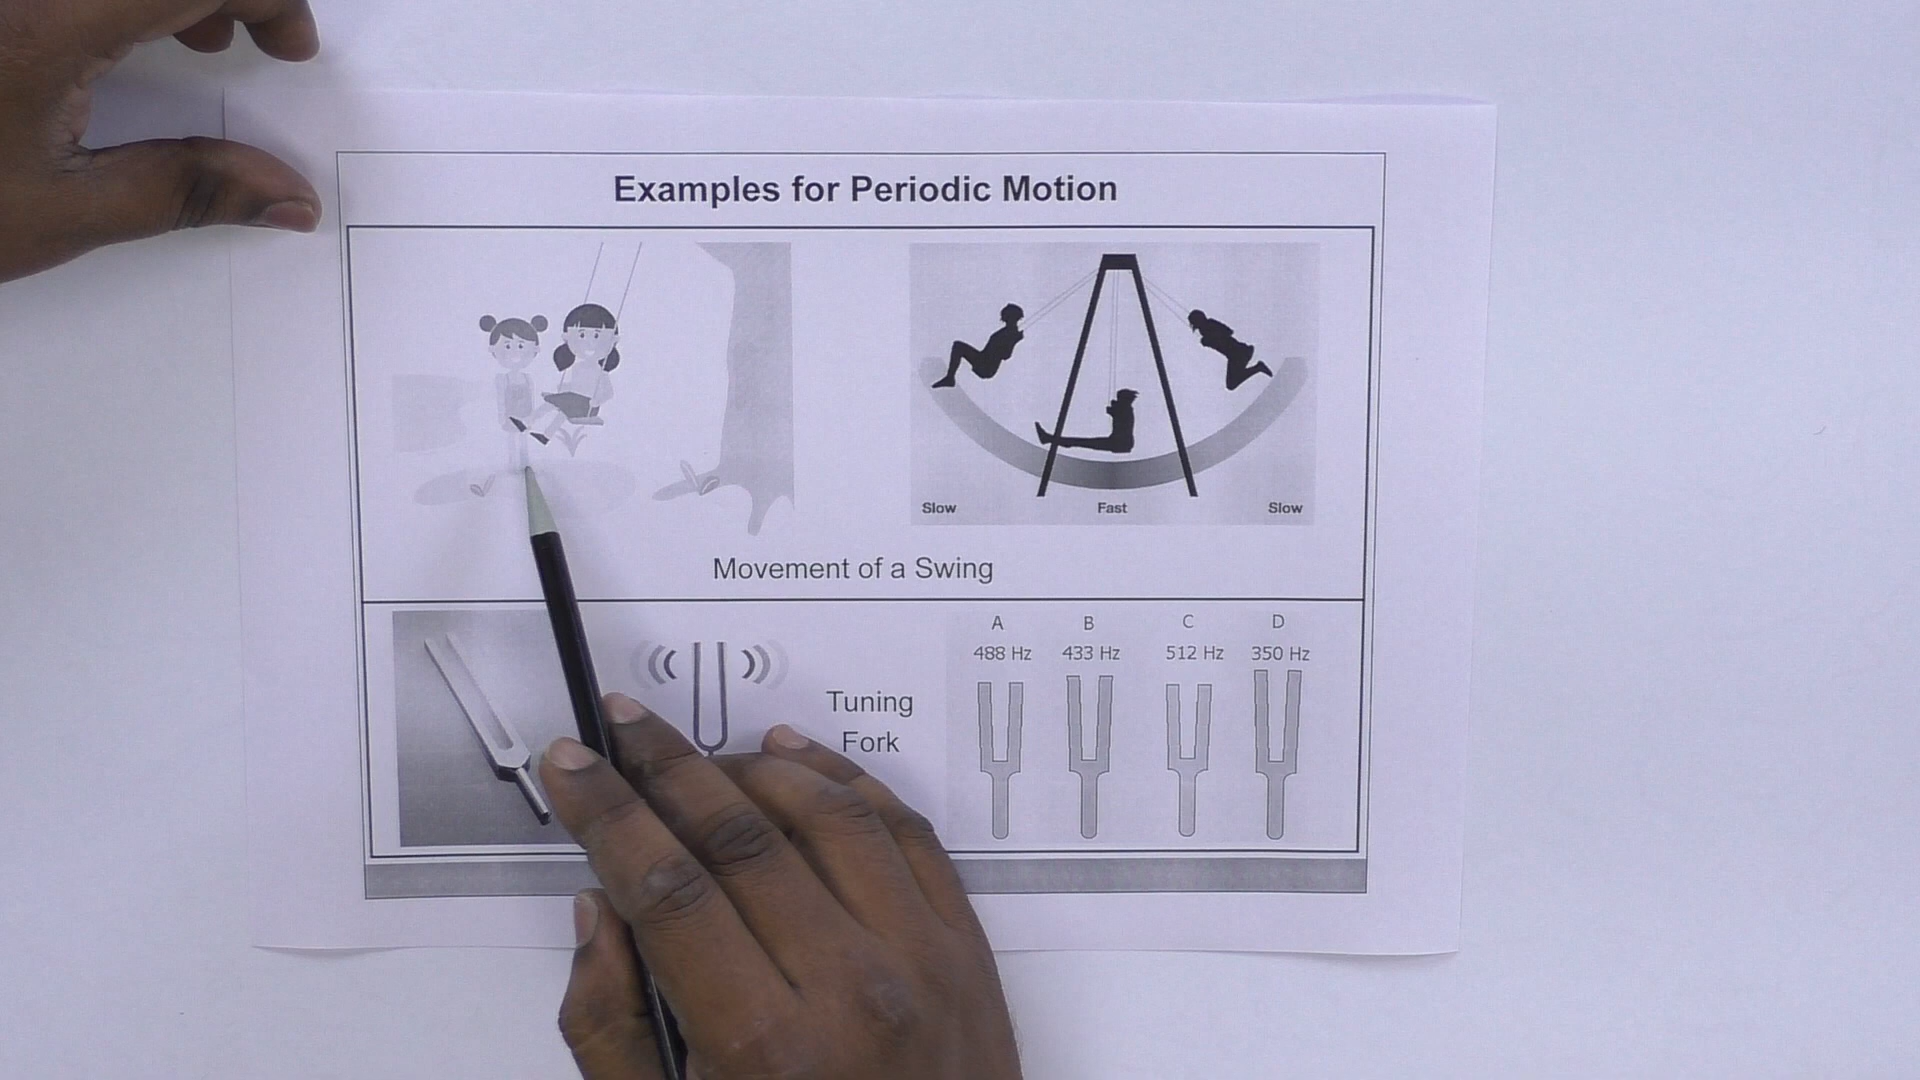 Examples for Periodic Motion
Slow Fast Slow
Movement of a Swing
A B C D
488 Hz 433 Hz 512 Hz 350 Hz
Tuning
Fork